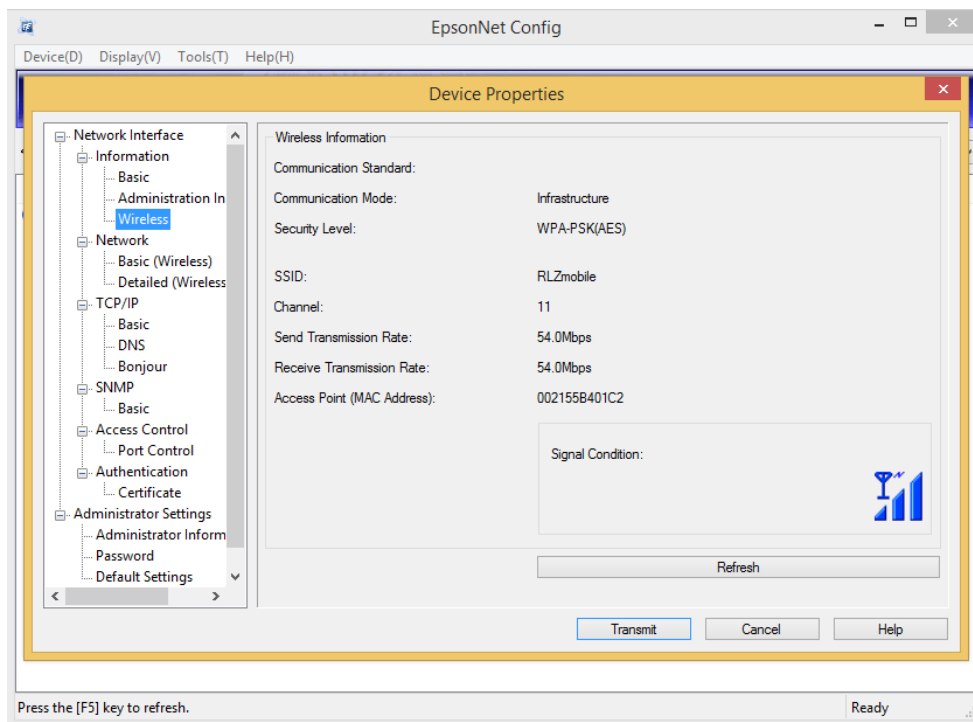 EpsonNet Config
Device(D) Display(V) Tools(T) Help(H)
Device Properties
Network Interface
Information
Basic
Administration In
Wireless
Network
Basic (Wireless)
Detailed (Wireless
TCP/IP
Basic
DNS
Bonjour
SNMP
Basic
Access Control
Port Control
Authentication
Certificate
Administrator Settings
Administrator Inform
Password
Default Settings
Wireless Information
Communication Standard:
Communication Mode: Infrastructure
Security Level: WPA-PSK(AES)
SSID: RLZmobile
Channel: 11
Send Transmission Rate: 54.0Mbps
Receive Transmission Rate: 54.0Mbps
Access Point (MAC Address): 002155B401C2
Signal Condition:
Refresh
Transmit Cancel Help
Press the [F5] key to refresh. Ready